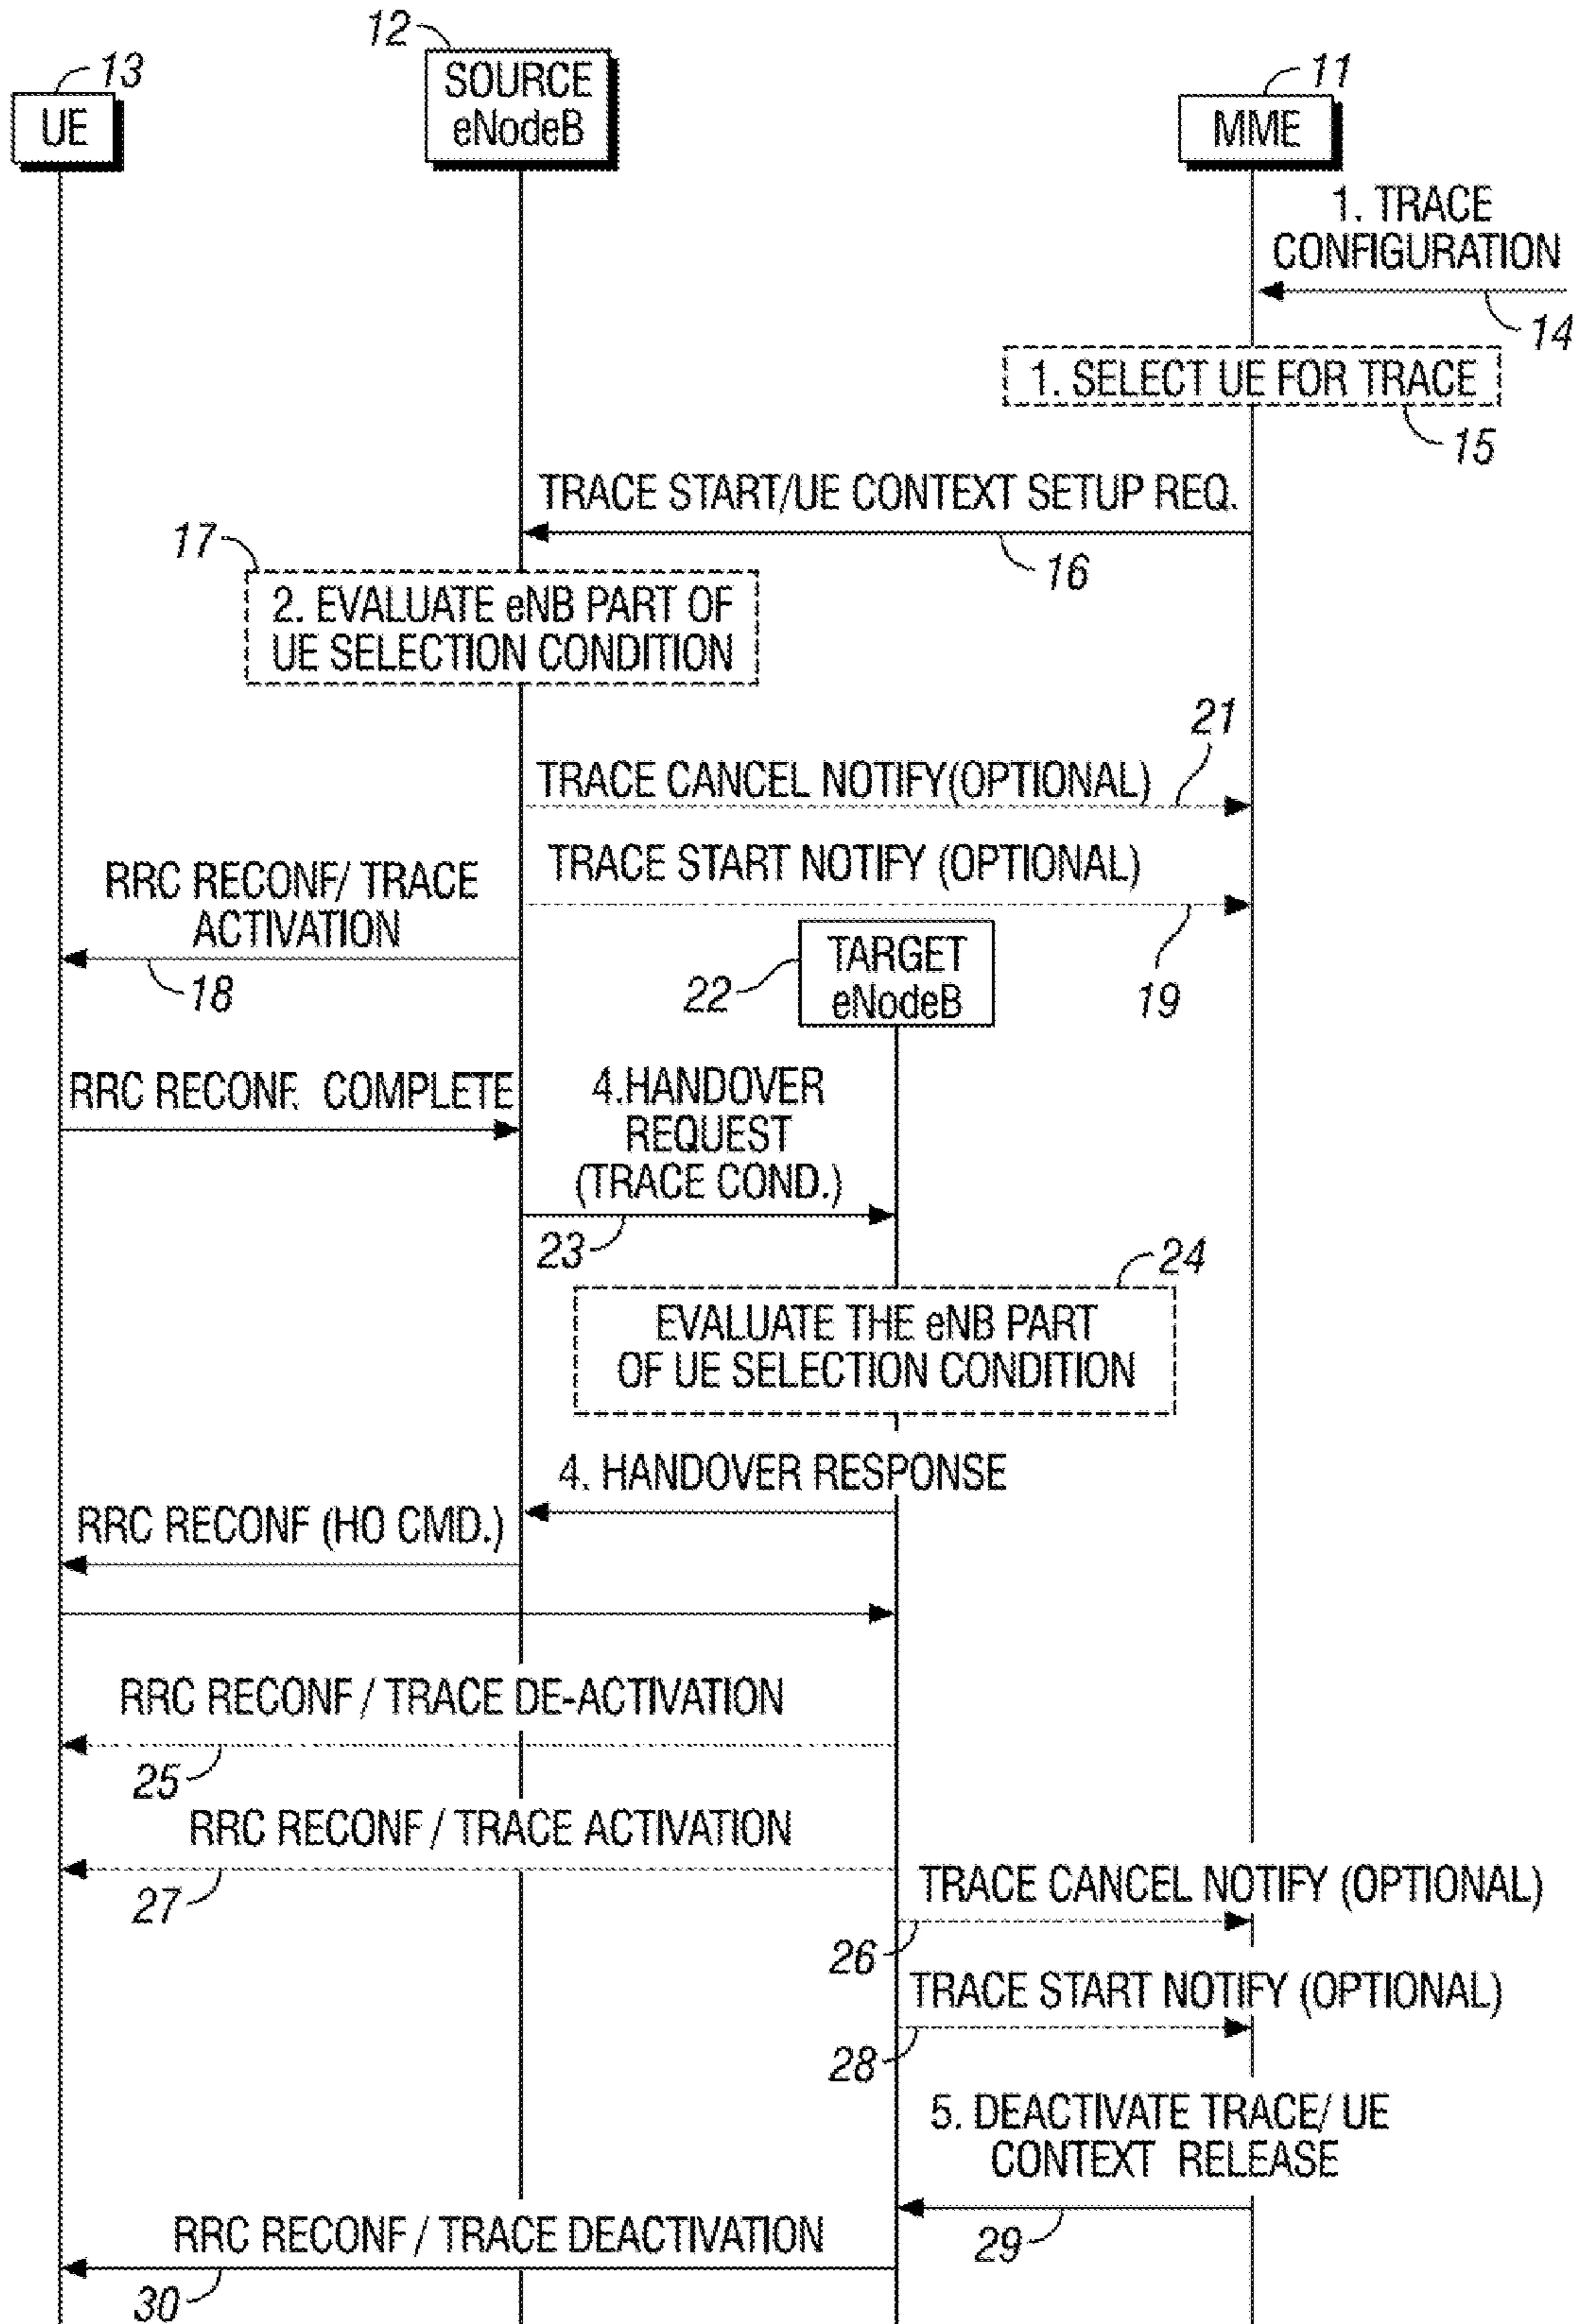 12
13
11
SOURCE
eNodeB
UE
MME
1. TRACE
CONFIGURATION
14
1. SELECT UE FOR TRACE
15
TRACE START/UE CONTEXT SETUP REQ.
17
16
2. EVALUATE eNB PART OF
UE SELECTION CONDITION
21
TRACE CANCEL NOTIFY(OPTIONAL)
TRACE START NOTIFY (OPTIONAL)
RRC RECONF/ TRACE
ACTIVATION
18
TARGET
eNodeB
22
19
RRC RECONF. COMPLETE
4.HANDOVER
REQUEST
(TRACE COND.)
23
24
EVALUATE THE eNB PART
OF UE SELECTION CONDITION
4. HANDOVER RESPONSE
RRC RECONF (HO CMD.)
RRC RECONF / TRACE DE-ACTIVATION
25
RRC RECONF / TRACE ACTIVATION
27
TRACE CANCEL NOTIFY (OPTIONAL)
26
TRACE START NOTIFY (OPTIONAL)
28
5. DEACTIVATE TRACE/ UE
CONTEXT RELEASE
29
RRC RECONF / TRACE DEACTIVATION
30